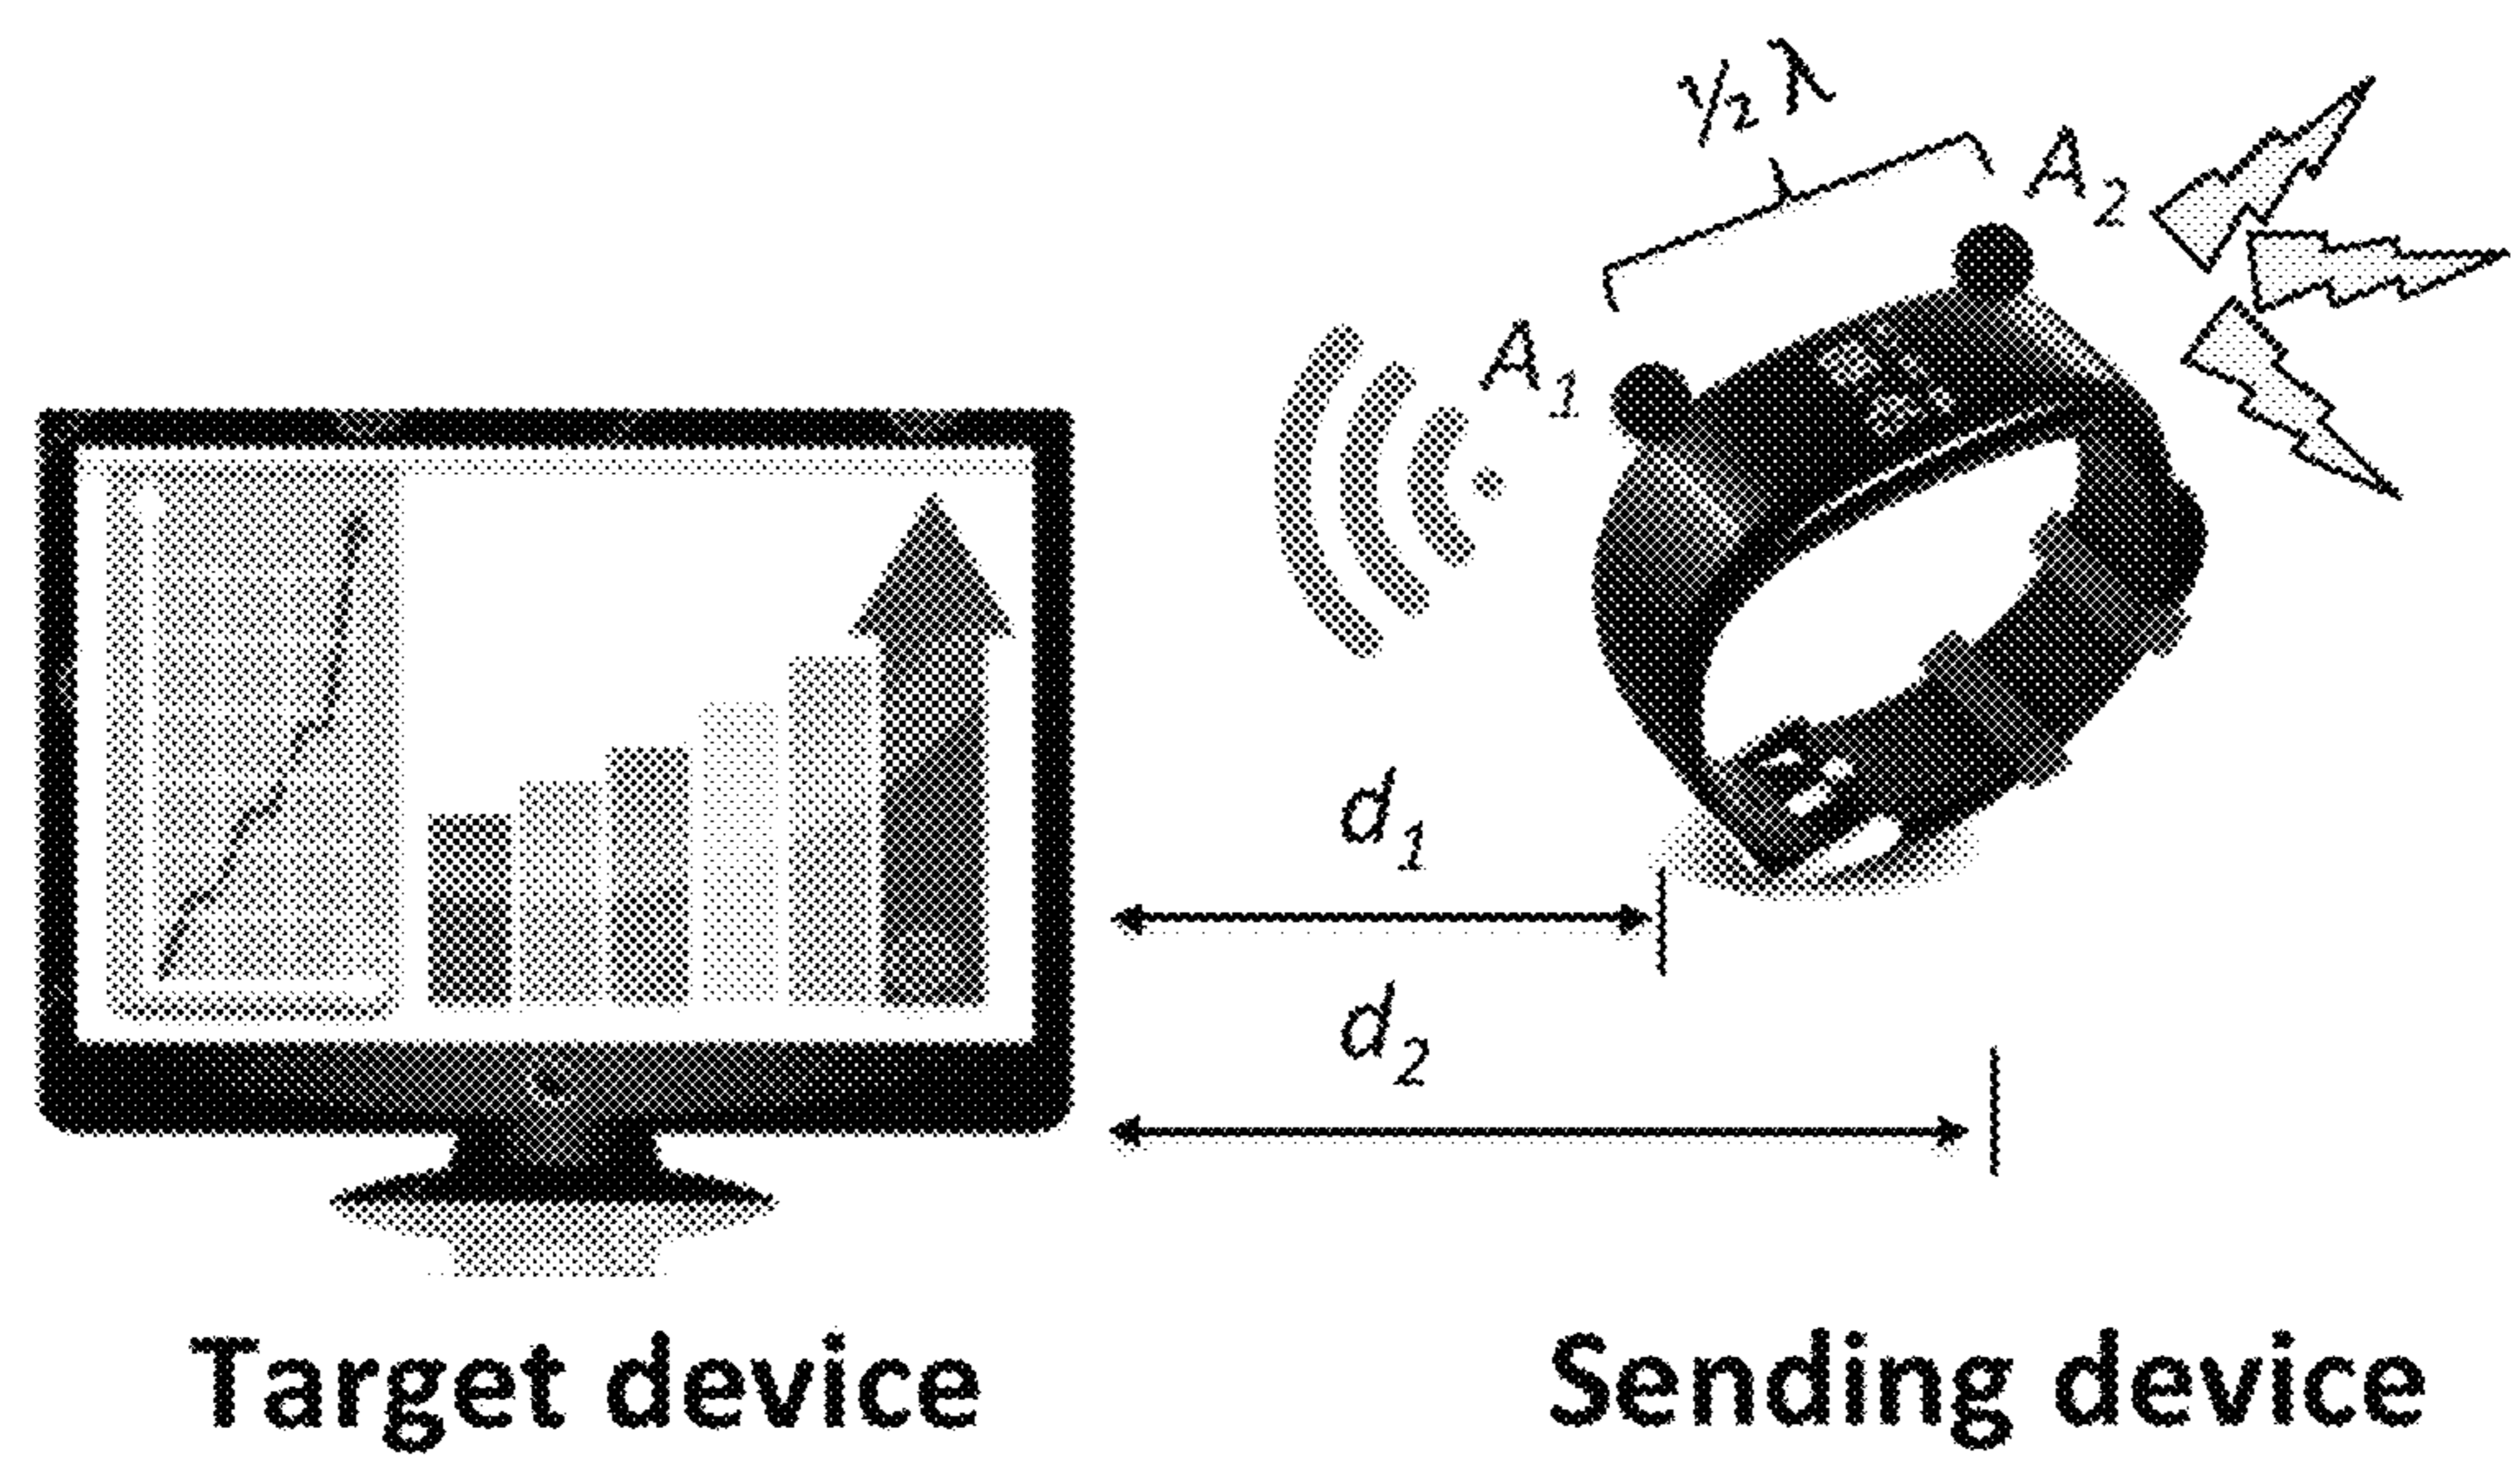 ½ λ
A₂
A₁
d₁
d₂
Target device
Sending device